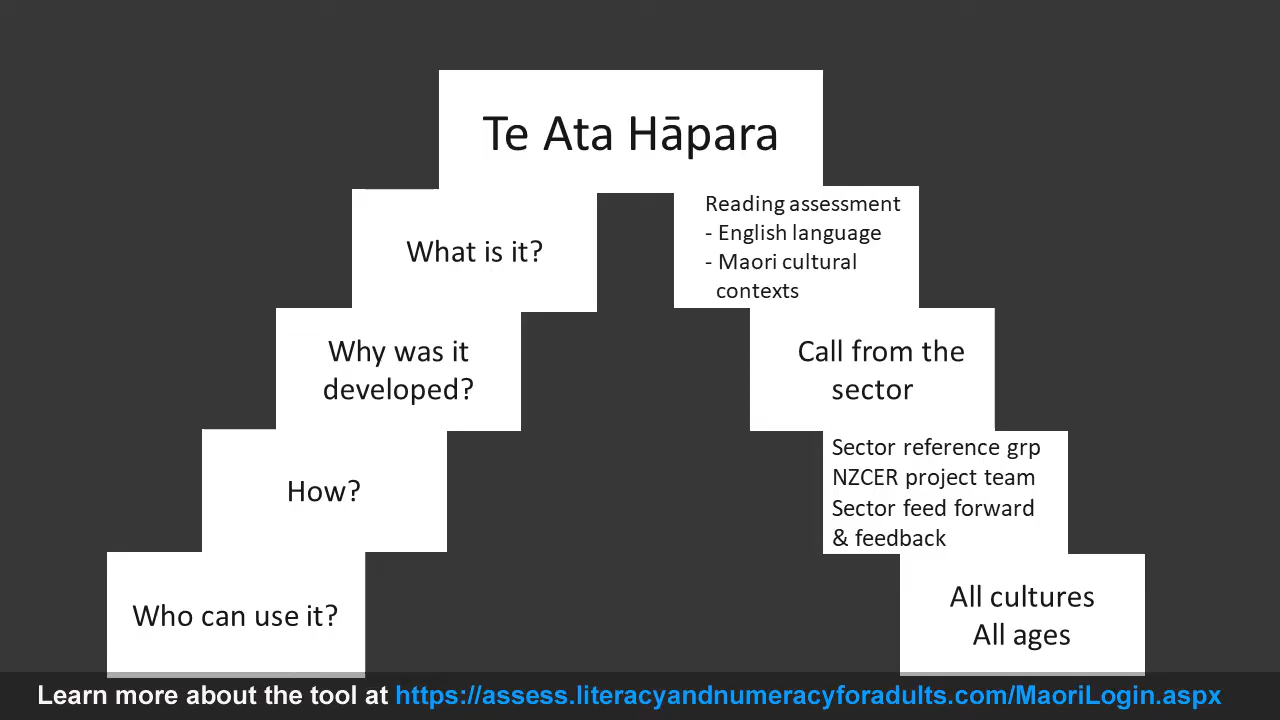 Te Ata Hāpara
What is it?
Reading assessment
- English language
- Maori cultural
contexts
Why was it
developed?
Call from the
sector
How?
Sector reference grp
NZCER project team
Sector feed forward
& feedback
Who can use it?
All cultures
All ages
Learn more about the tool at https://assess.literacyandnumeracyforadults.com/MaoriLogin.aspx